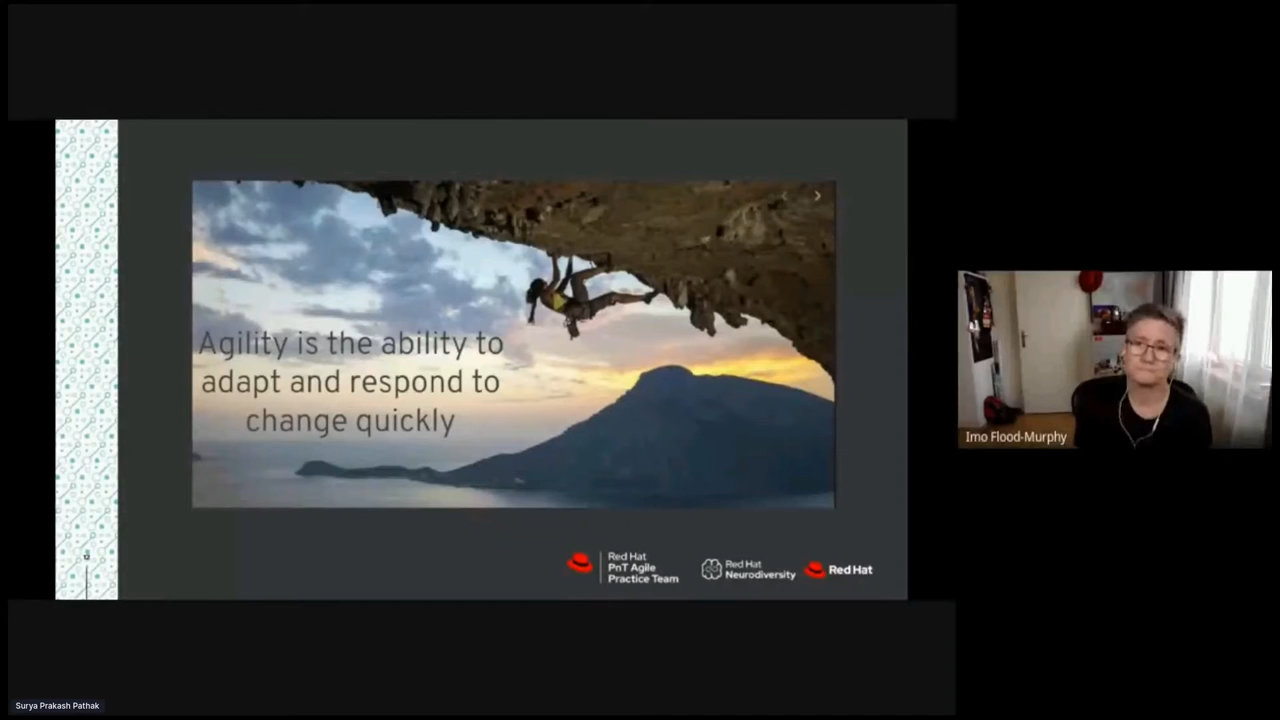 Agility is the ability to
adapt and respond to
change quickly
12
Red Hat
PnT Agile
Practice Team
Red Hat
Neurodiversity
Red Hat
Imo Flood-Murphy
Surya Prakash Pathak